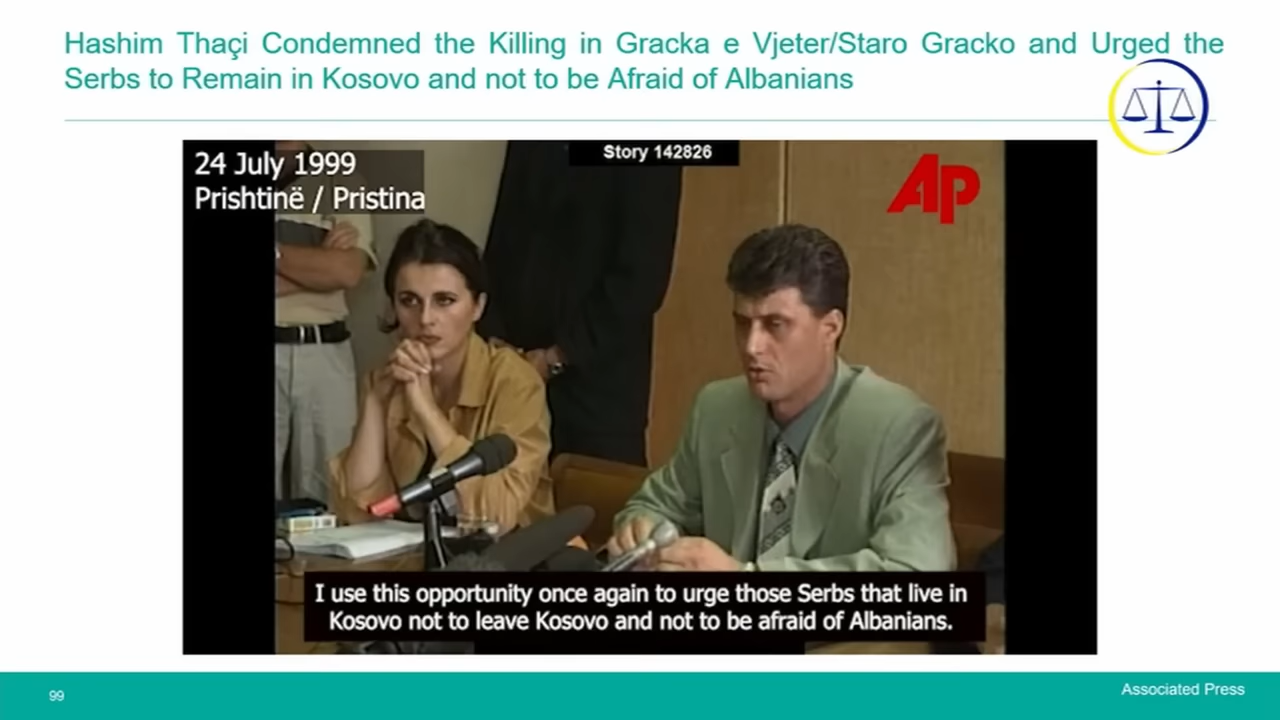 Hashim Thaçi Condemned the Killing in Gracka e Vjeter/Staro Gracko and Urged the
Serbs to Remain in Kosovo and not to be Afraid of Albanians
24 July 1999
Prishtinë / Pristina
Story 142826
AP
I use this opportunity once again to urge those Serbs that live in
Kosovo not to leave Kosovo and not to be afraid of Albanians.
99
Associated Press